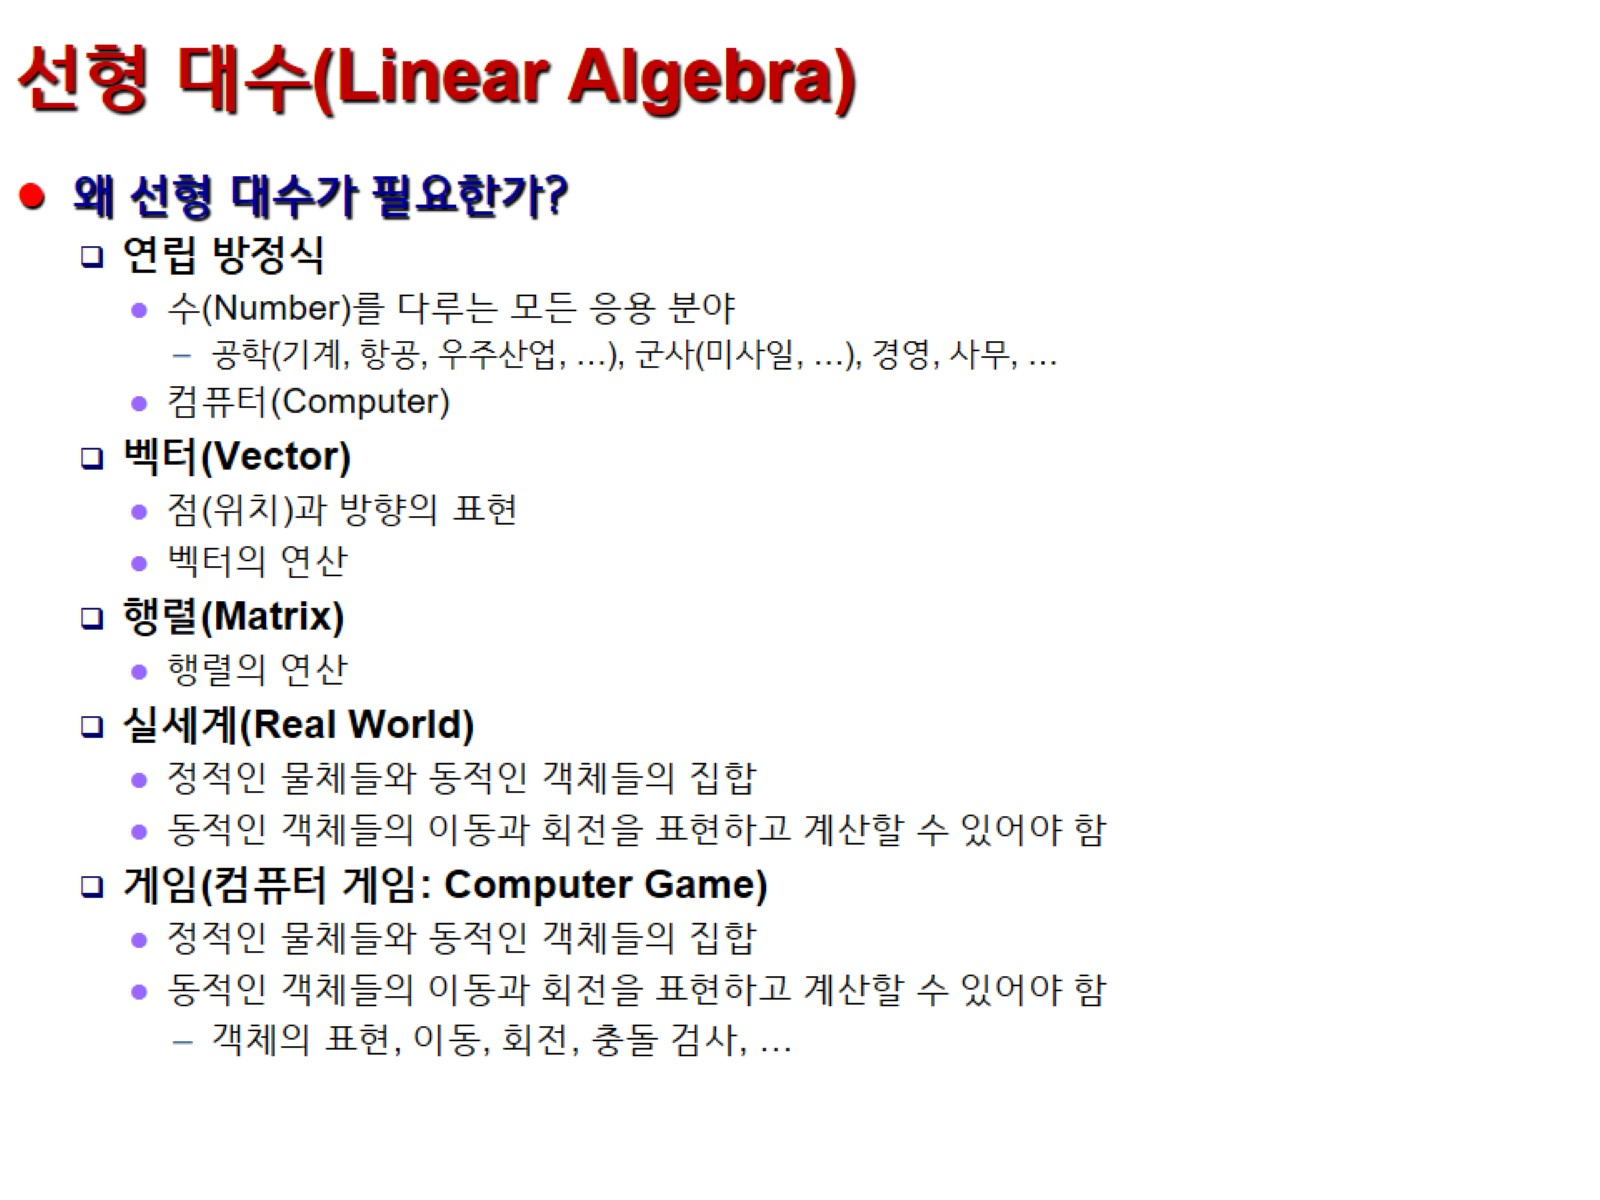 선형 대수(Linear Algebra)
왜 선형 대수가 필요한가?
연립 방정식
수(Number)를 다루는 모든 응용 분야
– 공학(기계, 항공, 우주산업, …), 군사(미사일, …), 경영, 사무, …
컴퓨터(Computer)
벡터(Vector)
점(위치)과 방향의 표현
벡터의 연산
행렬(Matrix)
행렬의 연산
실세계(Real World)
정적인 물체들와 동적인 객체들의 집합
동적인 객체들의 이동과 회전을 표현하고 계산할 수 있어야 함
게임(컴퓨터 게임: Computer Game)
정적인 물체들와 동적인 객체들의 집합
동적인 객체들의 이동과 회전을 표현하고 계산할 수 있어야 함
– 객체의 표현, 이동, 회전, 충돌 검사, …